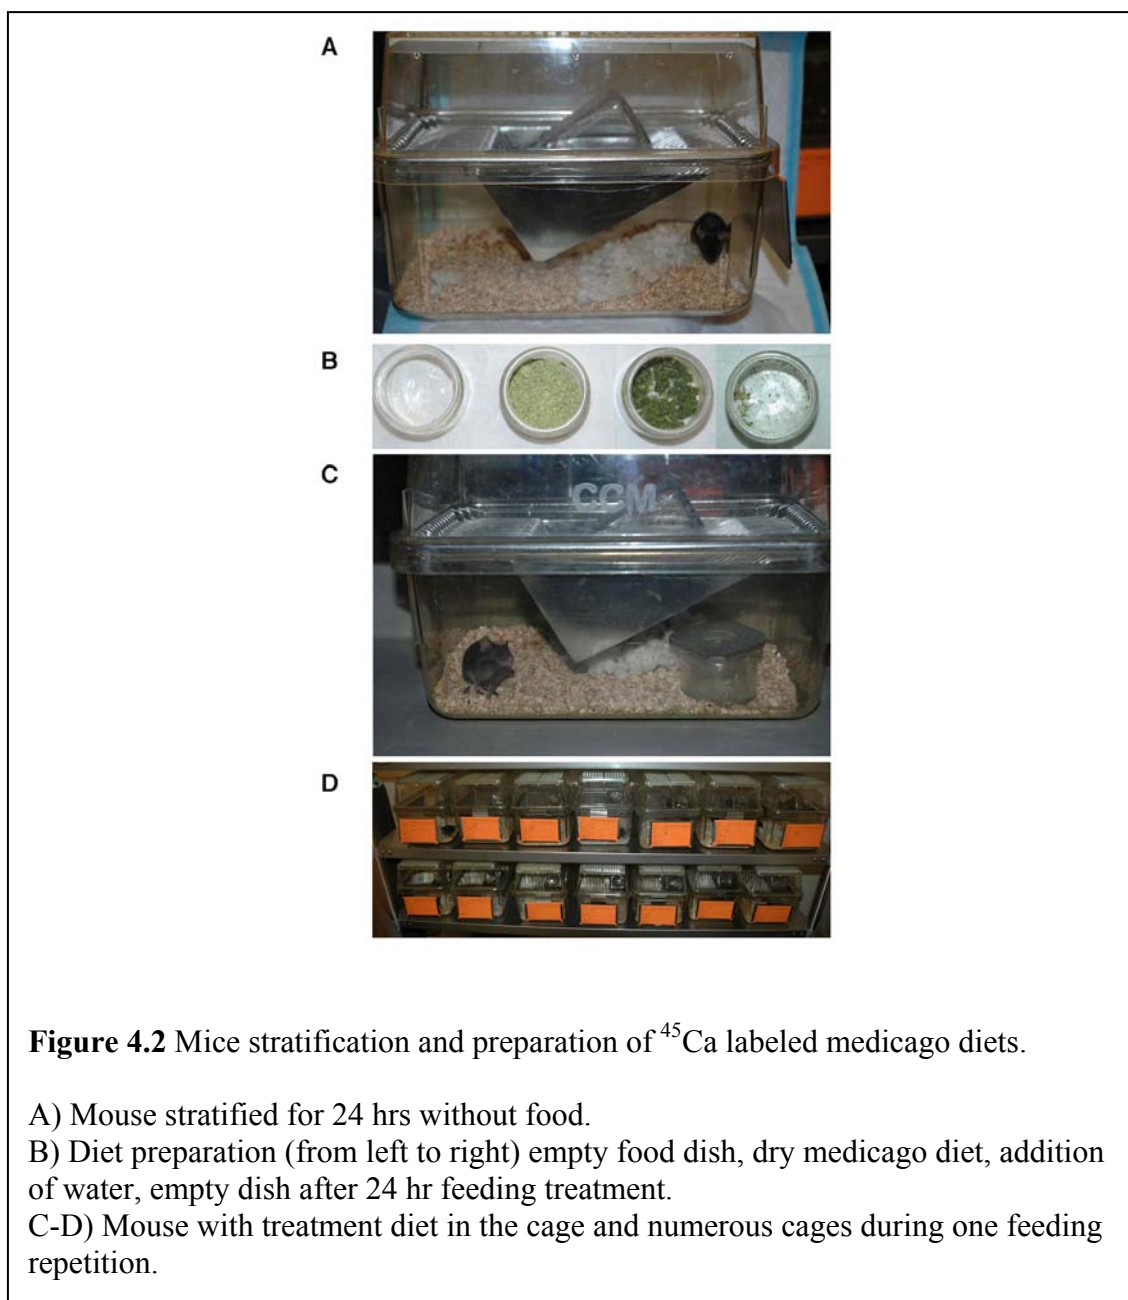 A
B
C
CCM
D
Figure 4.2 Mice stratification and preparation of ⁴⁵Ca labeled medicago diets.
A) Mouse stratified for 24 hrs without food.
B) Diet preparation (from left to right) empty food dish, dry medicago diet, addition
of water, empty dish after 24 hr feeding treatment.
C-D) Mouse with treatment diet in the cage and numerous cages during one feeding
repetition.